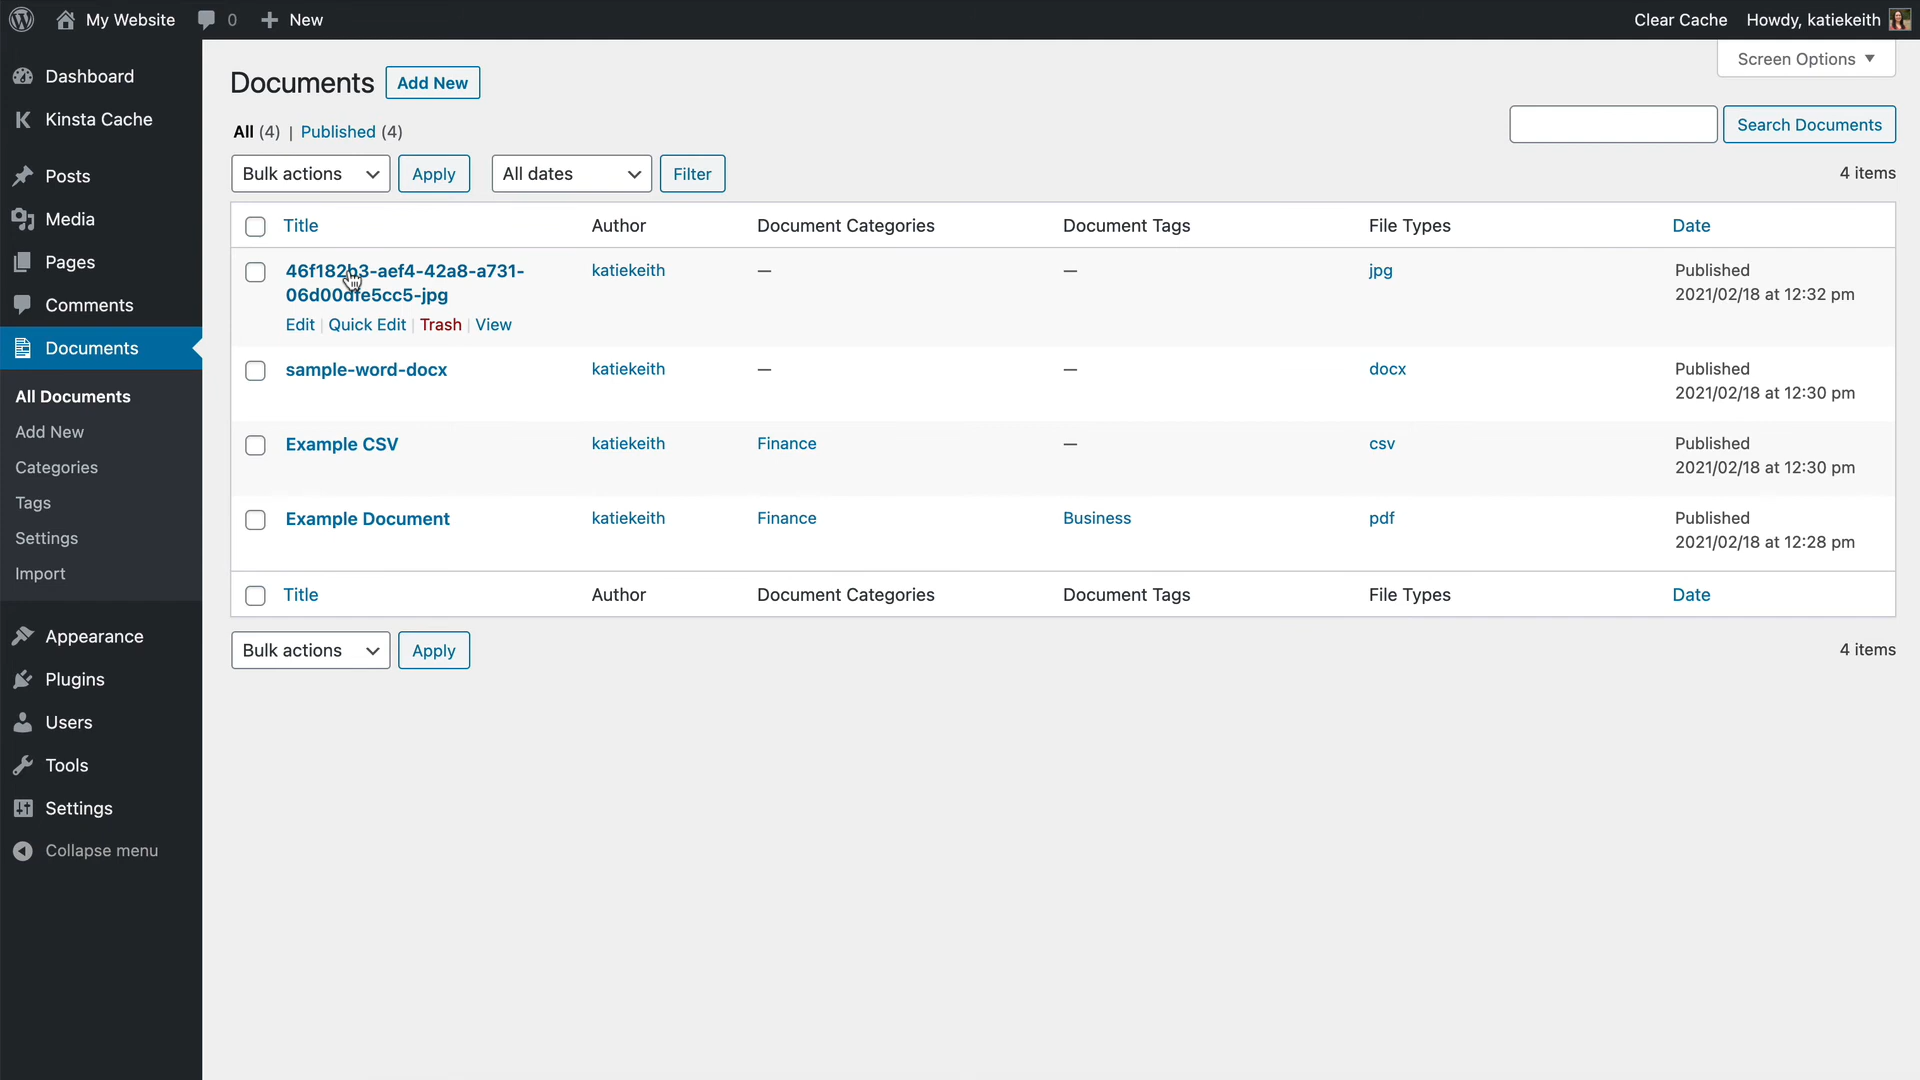 My Website 0 New Clear Cache Howdy, katiekeith
Dashboard
Kinsta Cache
Posts
Media
Pages
Comments
Documents
All Documents
Add New
Categories
Tags
Settings
Import
Appearance
Plugins
Users
Tools
Settings
Collapse menu
Screen Options
Documents Add New
All (4) | Published (4)
Search Documents
Bulk actions Apply All dates Filter 4 items
Title Author Document Categories Document Tags File Types Date
46f182b3-aef4-42a8-a731- katiekeith — — jpg Published
06d00dfe5cc5-jpg 2021/02/18 at 12:32 pm
Edit | Quick Edit | Trash | View
sample-word-docx katiekeith — — docx Published
2021/02/18 at 12:30 pm
Example CSV katiekeith Finance — csv Published
2021/02/18 at 12:30 pm
Example Document katiekeith Finance Business pdf Published
2021/02/18 at 12:28 pm
Title Author Document Categories Document Tags File Types Date
Bulk actions Apply 4 items